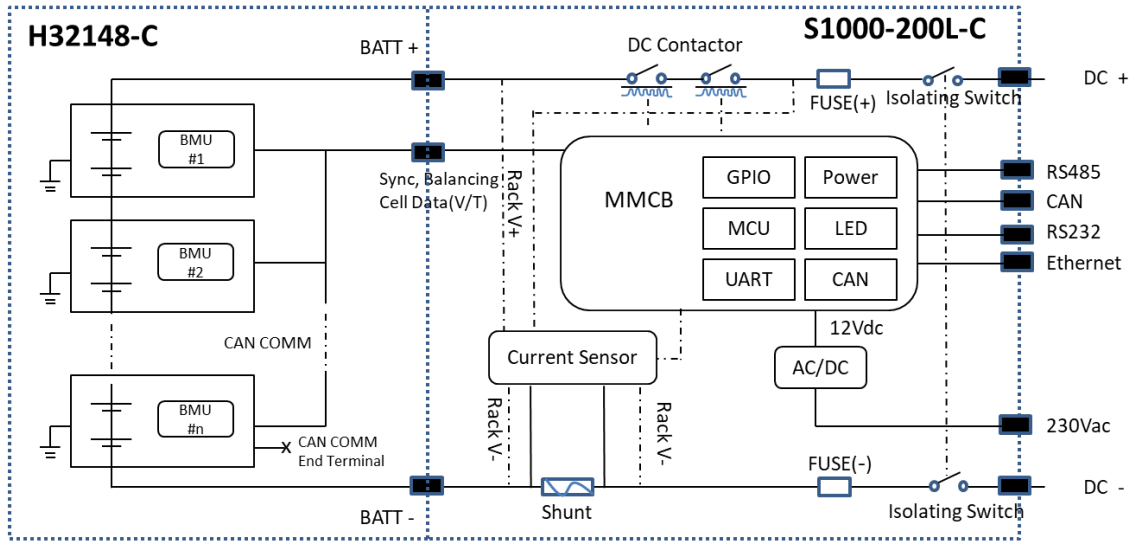 H32148-C
S1000-200L-C
BATT +
DC Contactor
DC +
FUSE(+)
Isolating Switch
BMU
#1
Sync, Balancing
Cell Data(V/T)
Rack V+
MMCB
GPIO
Power
MCU
LED
UART
CAN
RS485
CAN
RS232
Ethernet
BMU
#2
CAN COMM
12Vdc
Current Sensor
AC/DC
BMU
#n
CAN COMM
End Terminal
Rack V-
Rack V-
230Vac
FUSE(-)
DC -
BATT -
Shunt
Isolating Switch